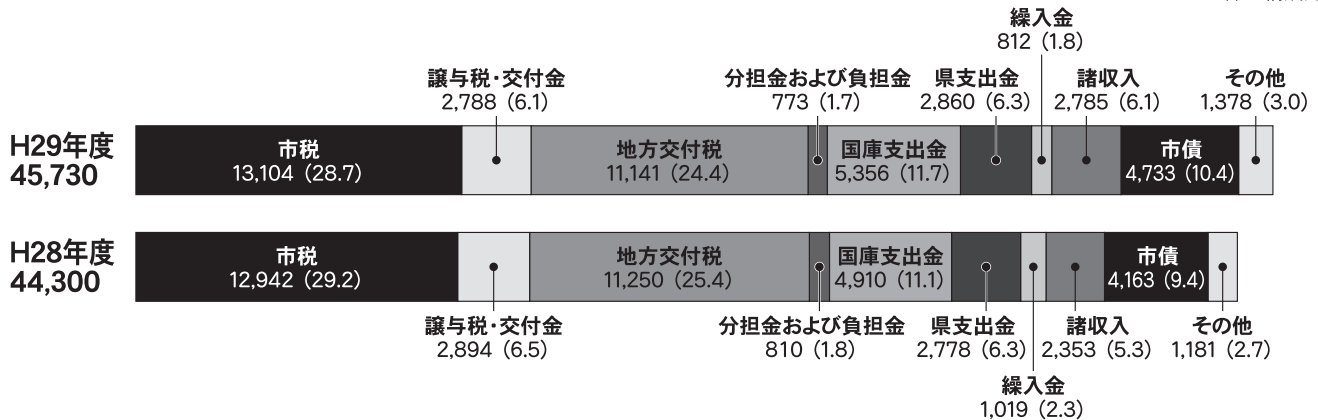 繰入金
812（1.8）
譲与税・交付金
2,788（6.1）
分担金および負担金
773（1.7）
県支出金
2,860（6.3）
諸収入
2,785（6.1）
その他
1,378（3.0）
H29年度
45,730
市税
13,104（28.7）
地方交付税
11,141（24.4）
国庫支出金
5,356（11.7）
市債
4,733（10.4）
H28年度
44,300
市税
12,942（29.2）
地方交付税
11,250（25.4）
国庫支出金
4,910（11.1）
市債
4,163（9.4）
譲与税・交付金
2,894（6.5）
分担金および負担金
810（1.8）
県支出金
2,778（6.3）
諸収入
2,353（5.3）
その他
1,181（2.7）
繰入金
1,019（2.3）